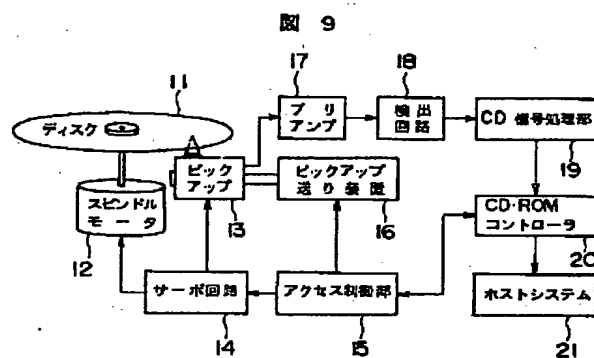 図 9
11
17
18
ディスク
プリ
アンプ
検出
回路
CD 信号処理部
19
ピック
アップ
13
ピックアップ
送り装置
16
スピンドル
モータ
12
CD·ROM
コントローラ
20
サーボ回路
14
アクセス制御部
15
ホストシステム
21